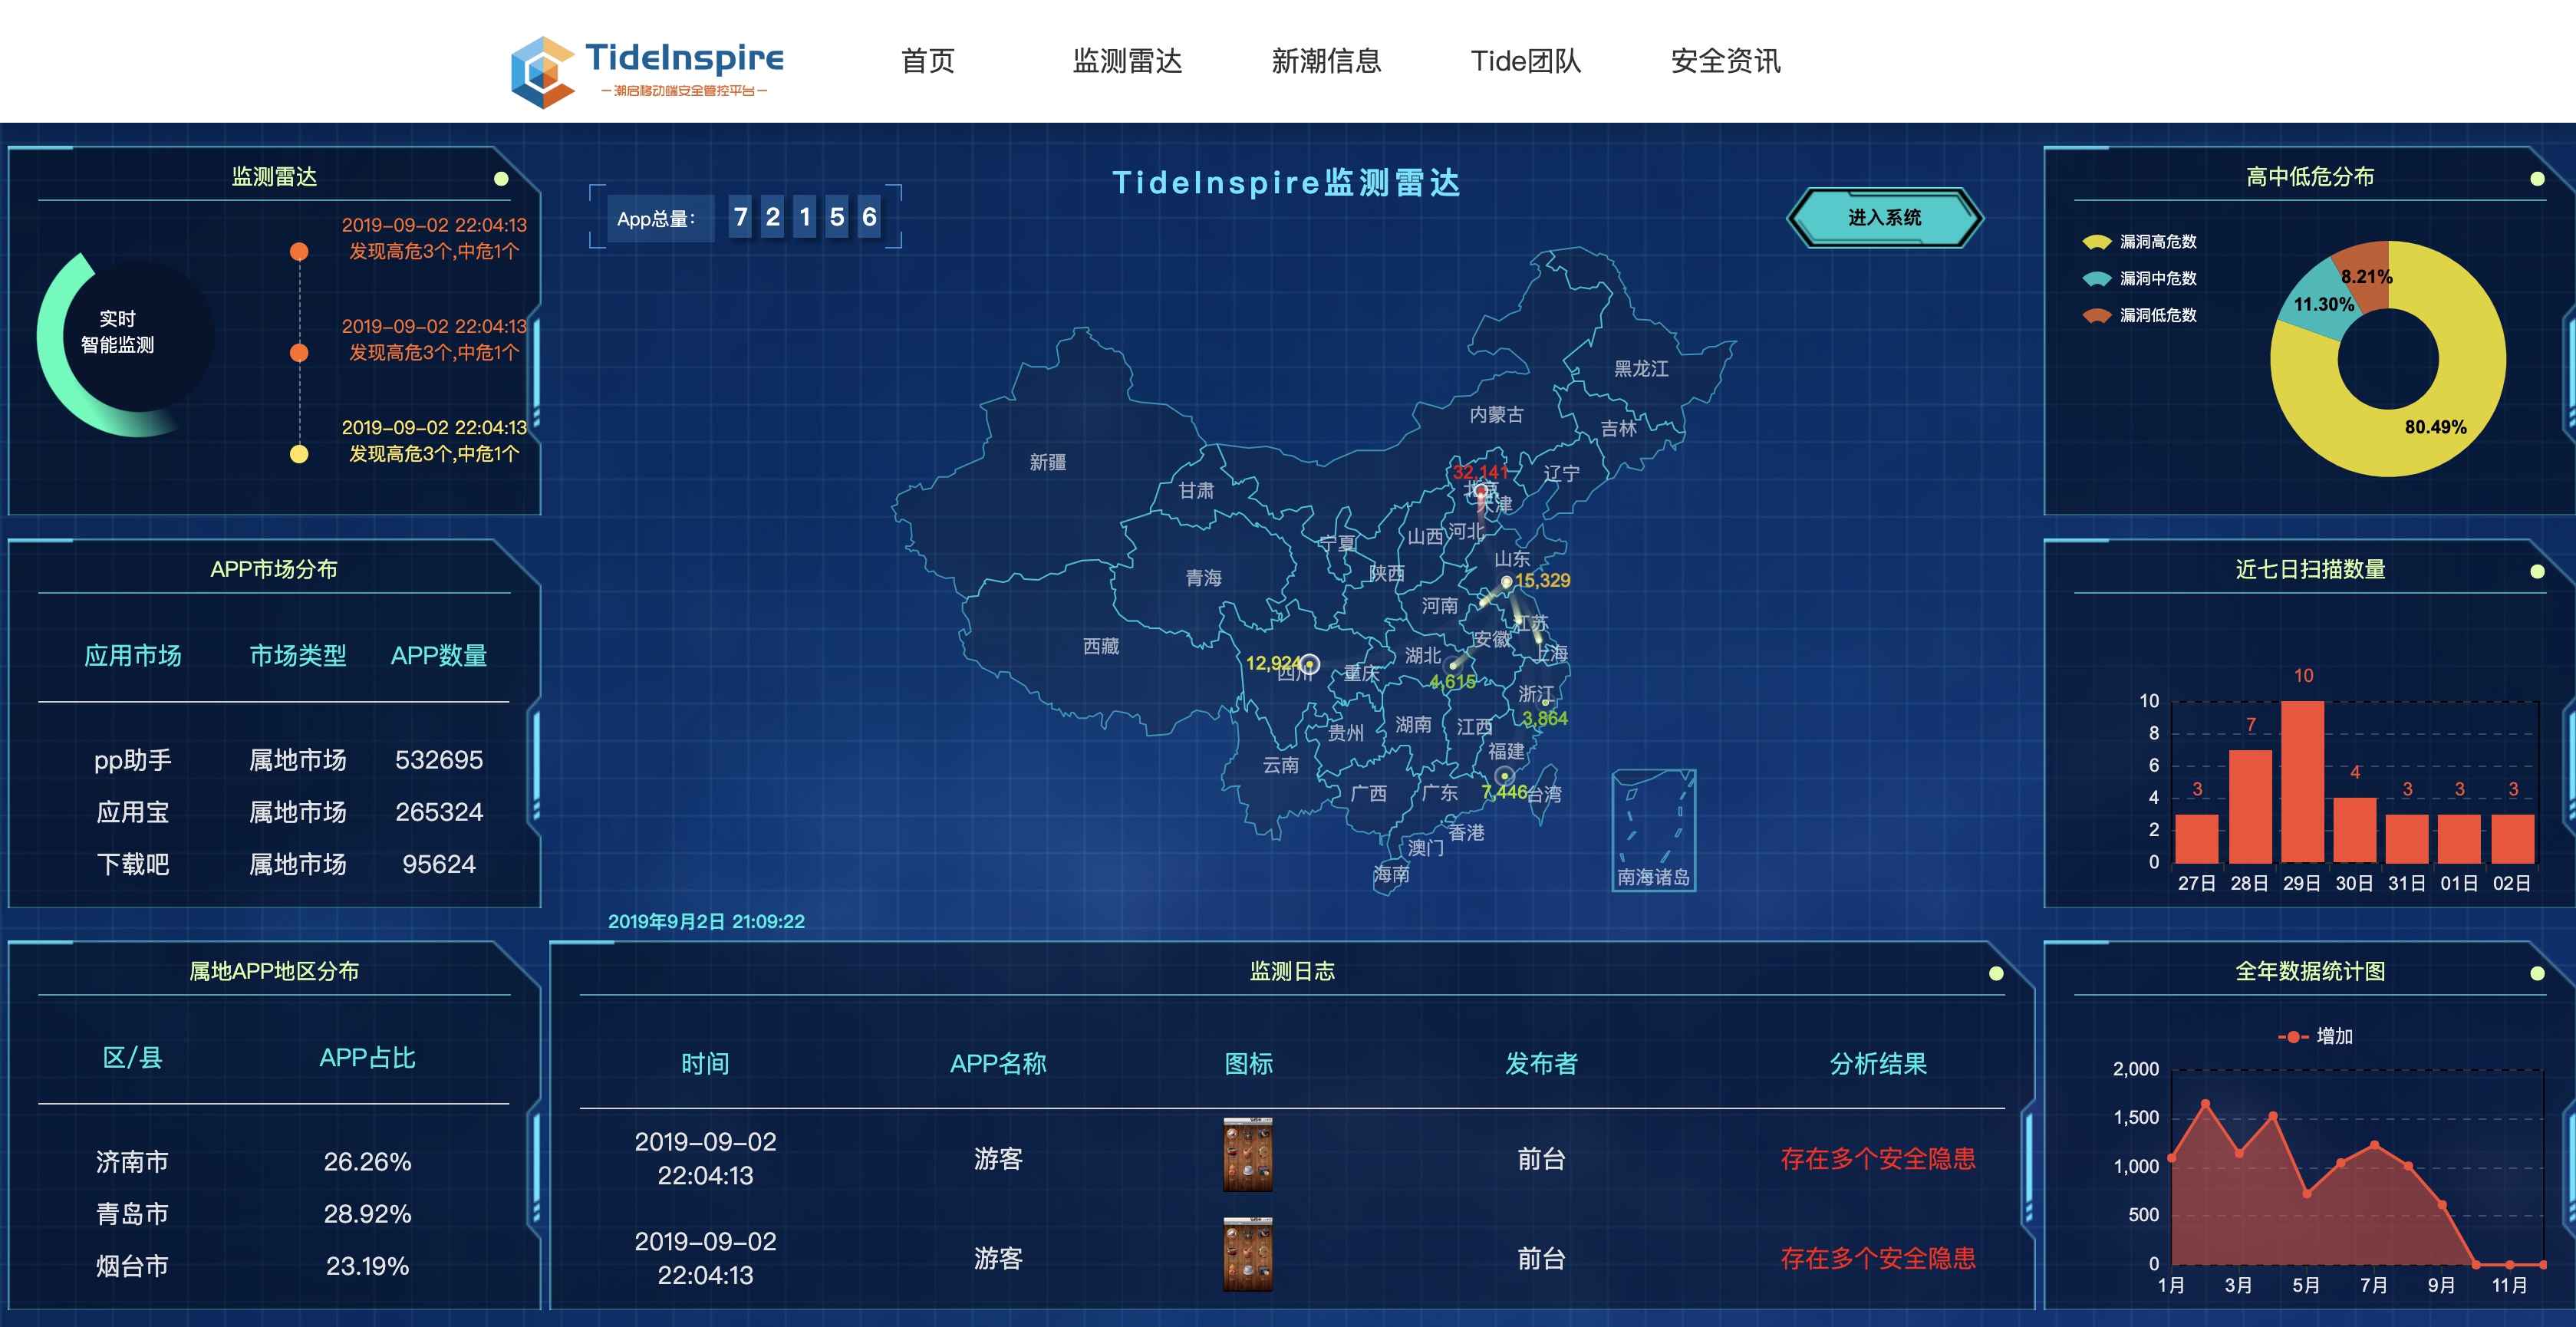 TideInspire
潮启移动端安全管控平台
首页
监测雷达
新潮信息
Tide团队
安全资讯
监测雷达
实时
智能监测
2019-09-02 22:04:13
发现高危3个,中危1个
2019-09-02 22:04:13
发现高危3个,中危1个
2019-09-02 22:04:13
发现高危3个,中危1个
APP市场分布
应用市场 市场类型 APP数量
pp助手 属地市场 532695
应用宝 属地市场 265324
下载吧 属地市场 95624
属地APP地区分布
区/县 APP占比
济南市 26.26%
青岛市 28.92%
烟台市 23.19%
TideInspire监测雷达
App总量: 7 2 1 5 6
进入系统
黑龙江
内蒙古
吉林
新疆
32,141
辽宁
甘肃
北京
天津
河北
山西
宁夏
山东
陕西
青海
15,329
河南
江苏
安徽
西藏
上海
湖北
12,924
四川
重庆
4,615
浙江
3,864
湖南
江西
贵州
福建
云南
7,446
台湾
广西
广东
香港
澳门
海南
南海诸岛
2019年9月2日 21:09:22
监测日志
时间 APP名称 图标 发布者 分析结果
2019-09-02
22:04:13
游客
前台
存在多个安全隐患
2019-09-02
22:04:13
游客
前台
存在多个安全隐患
高中低危分布
漏洞高危数
漏洞中危数
漏洞低危数
8.21%
11.30%
80.49%
近七日扫描数量
10
8
6
4
2
0
3
7
10
4
3
3
3
27日 28日 29日 30日 31日 01日 02日
全年数据统计图
增加
2,000
1,500
1,000
500
0
1月 3月 5月 7月 9月 11月